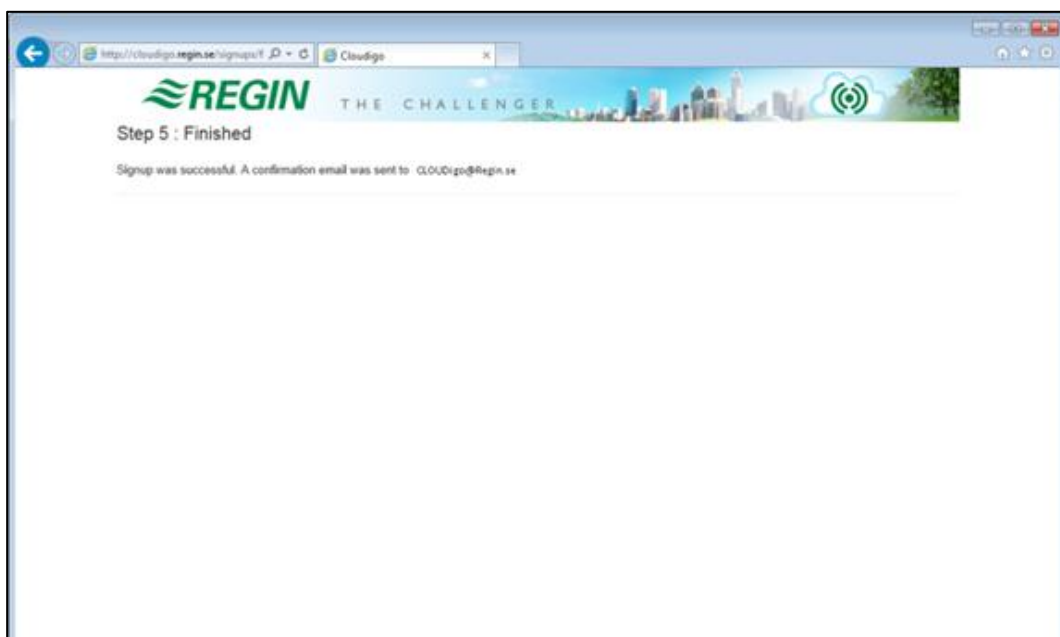 http://cloudigo.regin.se/signups/f
Cloudigo
REGIN THE CHALLENGER
Step 5 : Finished
Signup was successful. A confirmation email was sent to CLOUDigo@Regin.se